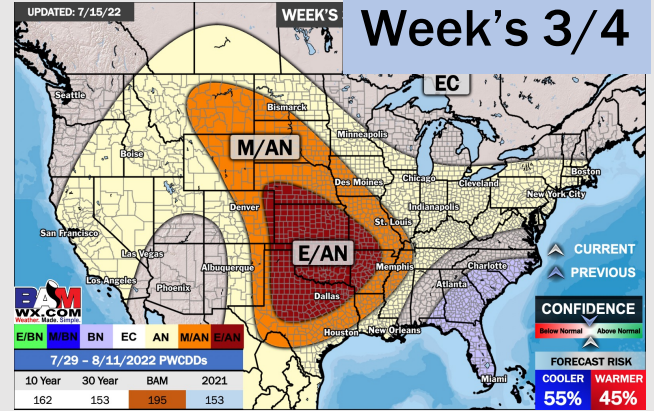 UPDATED: 7/15/22
WEEK'S
Week's 3/4
EC
Seattle
Bismarck
Minneapolis
M/AN
Boise
Boston
Des Moines
Chicago
Cleveland
New York City
Denver
Indianapolis
St. Louis
San Francisco
E/AN
CURRENT
Las Vegas
Albuquerque
Memphis
Charlotte
PREVIOUS
Los Angeles
Phoenix
Atlanta
Dallas
BAM
WX.COM
Weather. Made. Simple.
CONFIDENCE
Houston
New Orleans
Below Normal
Above Normal
E/BN M/BN BN EC AN M/AN E/AN
7/29 – 8/11/2022 PWCDDs
FORECAST RISK
Miami
COOLER WARMER
10 Year 30 Year BAM 2021
55% 45%
162 153 195 153